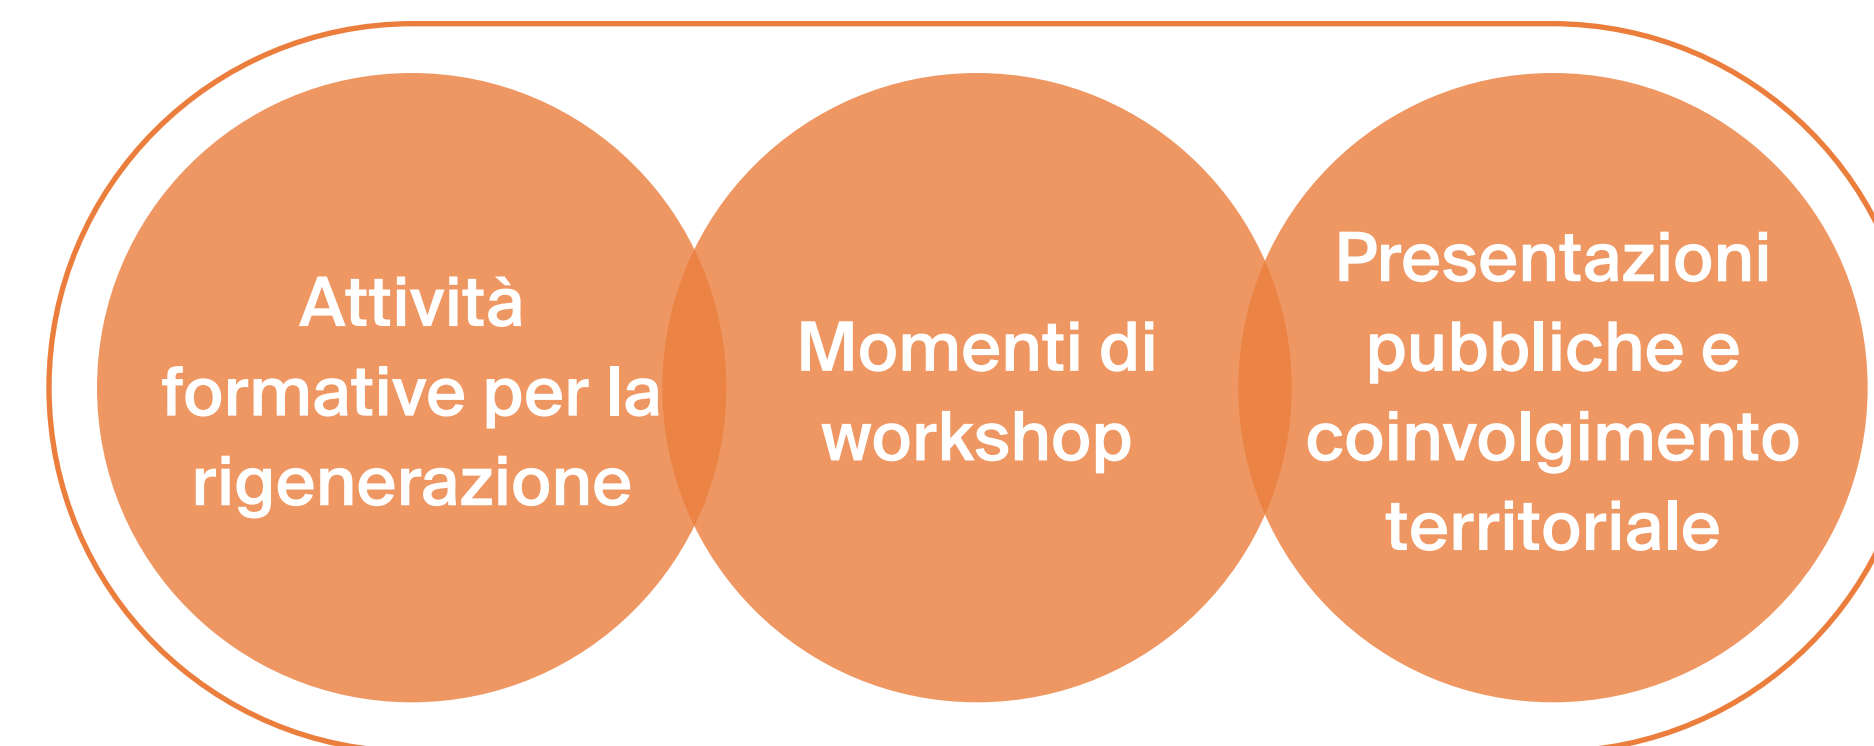 Attività
formative per la
rigenerazione
Momenti di
workshop
Presentazioni
pubbliche e
coinvolgimento
territoriale